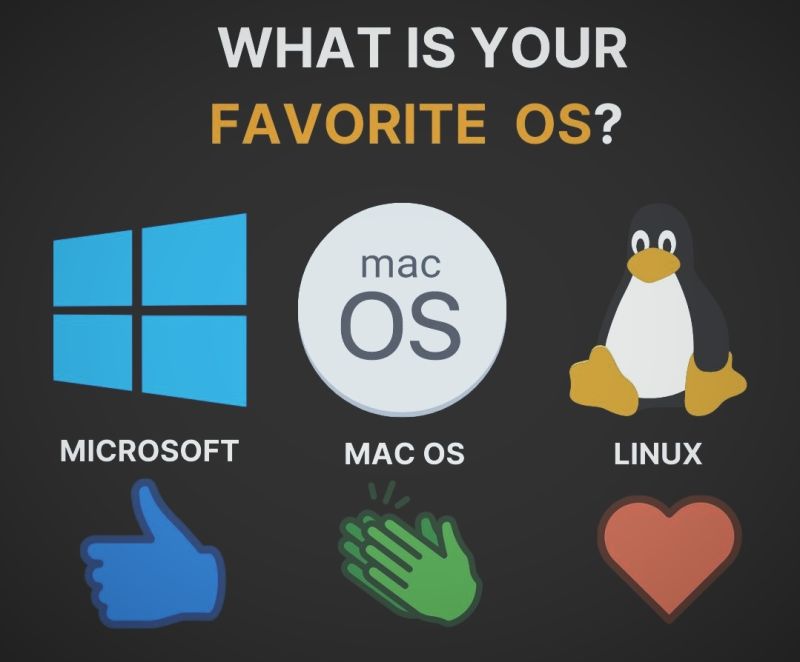 WHAT IS YOUR
FAVORITE OS?
mac
OS
MICROSOFT
MAC OS
LINUX